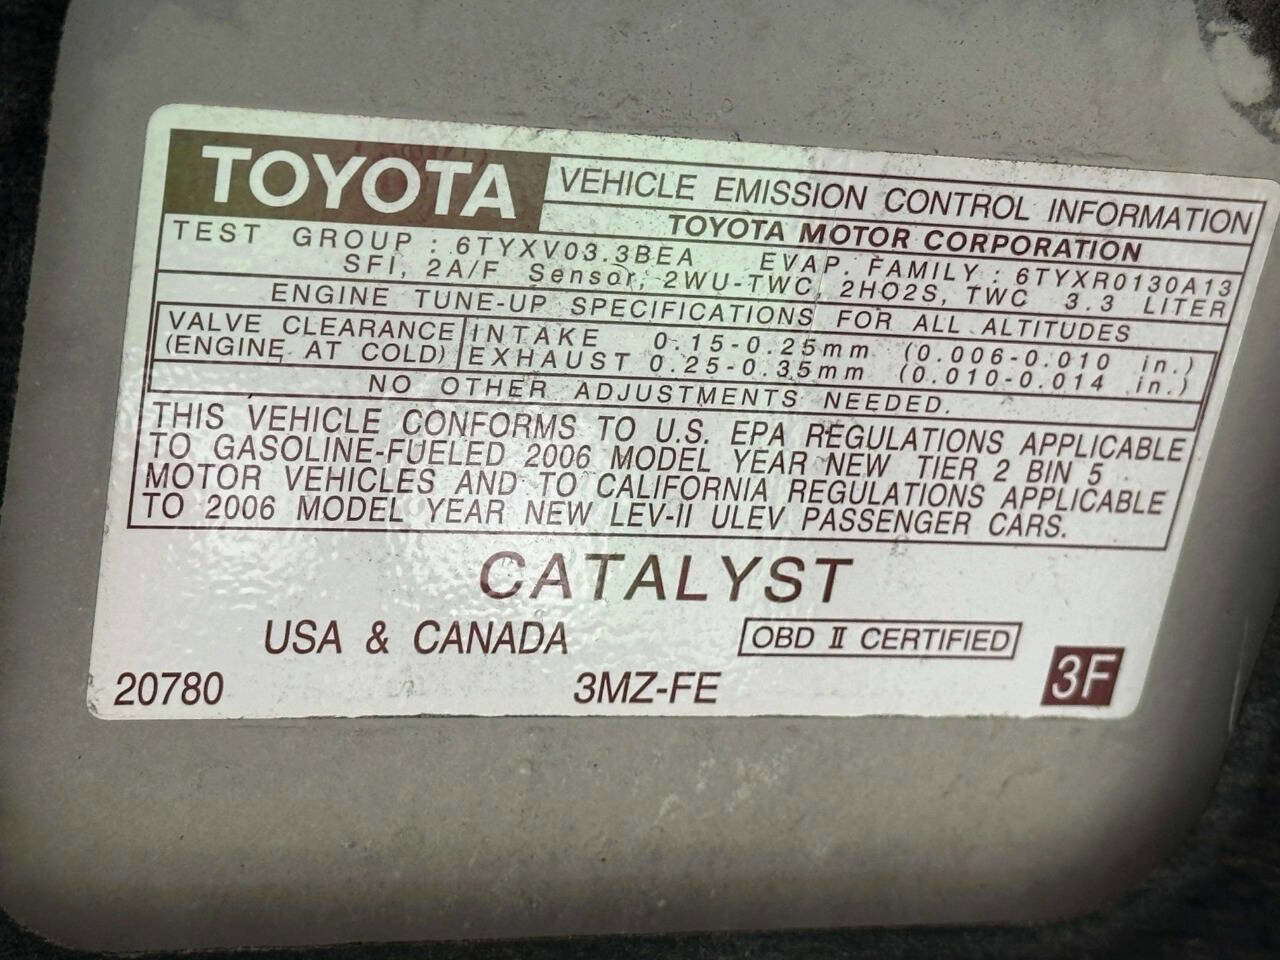 TOYOTA
VEHICLE EMISSION CONTROL INFORMATION
TOYOTA MOTOR CORPORATION
TEST GROUP : 6TYXV03.3BEA EVAP. FAMILY : 6TYXR0130A13
SFI, 2A/F Sensor, 2WU-TWC, 2HO2S, TWC 3.3 LITER
ENGINE TUNE-UP SPECIFICATIONS FOR ALL ALTITUDES
VALVE CLEARANCE INTAKE 0.15-0.25mm (0.006-0.010 in.)
(ENGINE AT COLD) EXHAUST 0.25-0.35mm (0.010-0.014 in.)
NO OTHER ADJUSTMENTS NEEDED.
THIS VEHICLE CONFORMS TO U.S. EPA REGULATIONS APPLICABLE
TO GASOLINE-FUELED 2006 MODEL YEAR NEW TIER 2 BIN 5
MOTOR VEHICLES AND TO CALIFORNIA REGULATIONS APPLICABLE
TO 2006 MODEL YEAR NEW LEV-II ULEV PASSENGER CARS.
CATALYST
USA & CANADA OBD II CERTIFIED
20780 3MZ-FE 3F